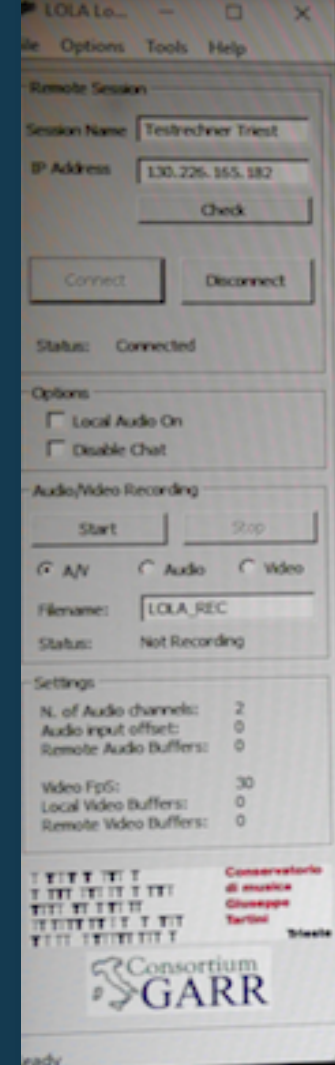 LOLA Lo...
ile Options Tools Help
Remote Session
Session Name Testrechner Triest
IP Address 130.226.165.182
Check
Connect Disconnect
Status: Connected
Options
Local Audio On
Disable Chat
Audio/Video Recording
Start Stop
A/V Audio Video
Filename: LOLA_REC
Status: Not Recording
Settings
N. of Audio channels: 2
Audio input offset: 0
Remote Audio Buffers: 0
Video FpS: 30
Local Video Buffers: 0
Remote Video Buffers: 0
Conservatorio
di musica
Giuseppe
Tartini
Trieste
Consortium
GARR
eady